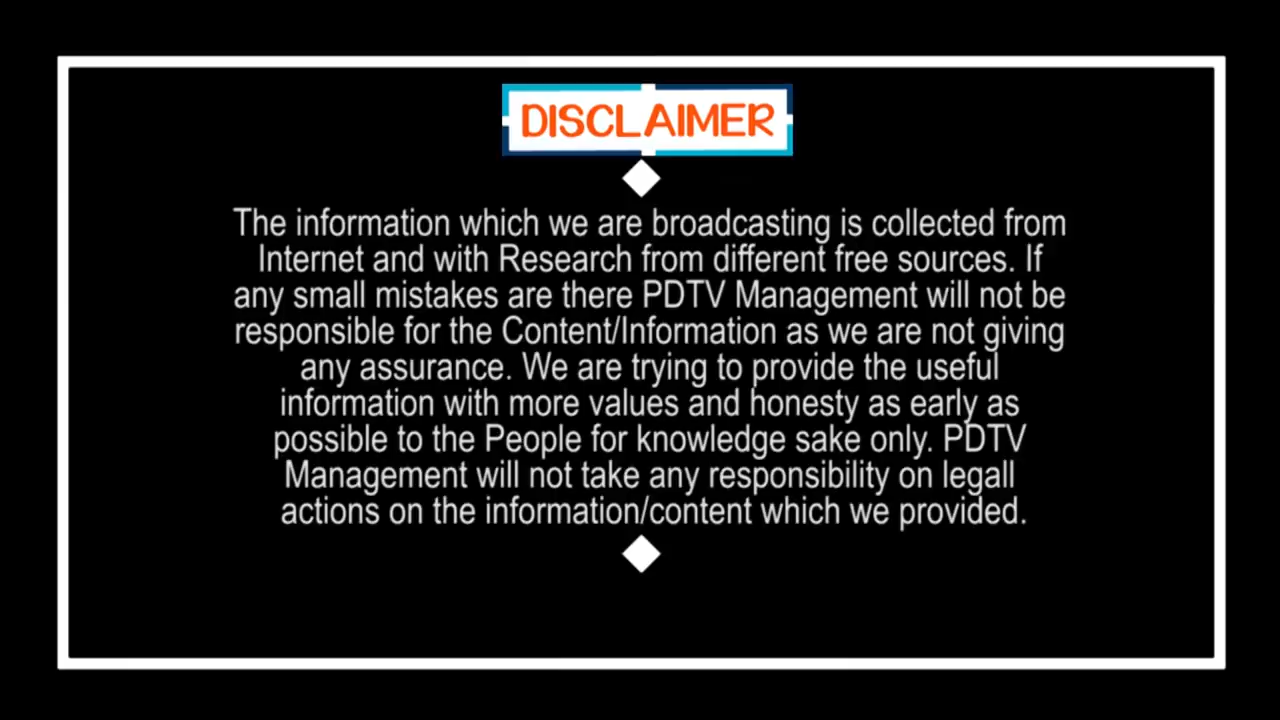 DISCLAIMER
The information which we are broadcasting is collected from
Internet and with Research from different free sources. If
any small mistakes are there PDTV Management will not be
responsible for the Content/Information as we are not giving
any assurance. We are trying to provide the useful
information with more values and honesty as early as
possible to the People for knowledge sake only. PDTV
Management will not take any responsibility on legall
actions on the information/content which we provided.